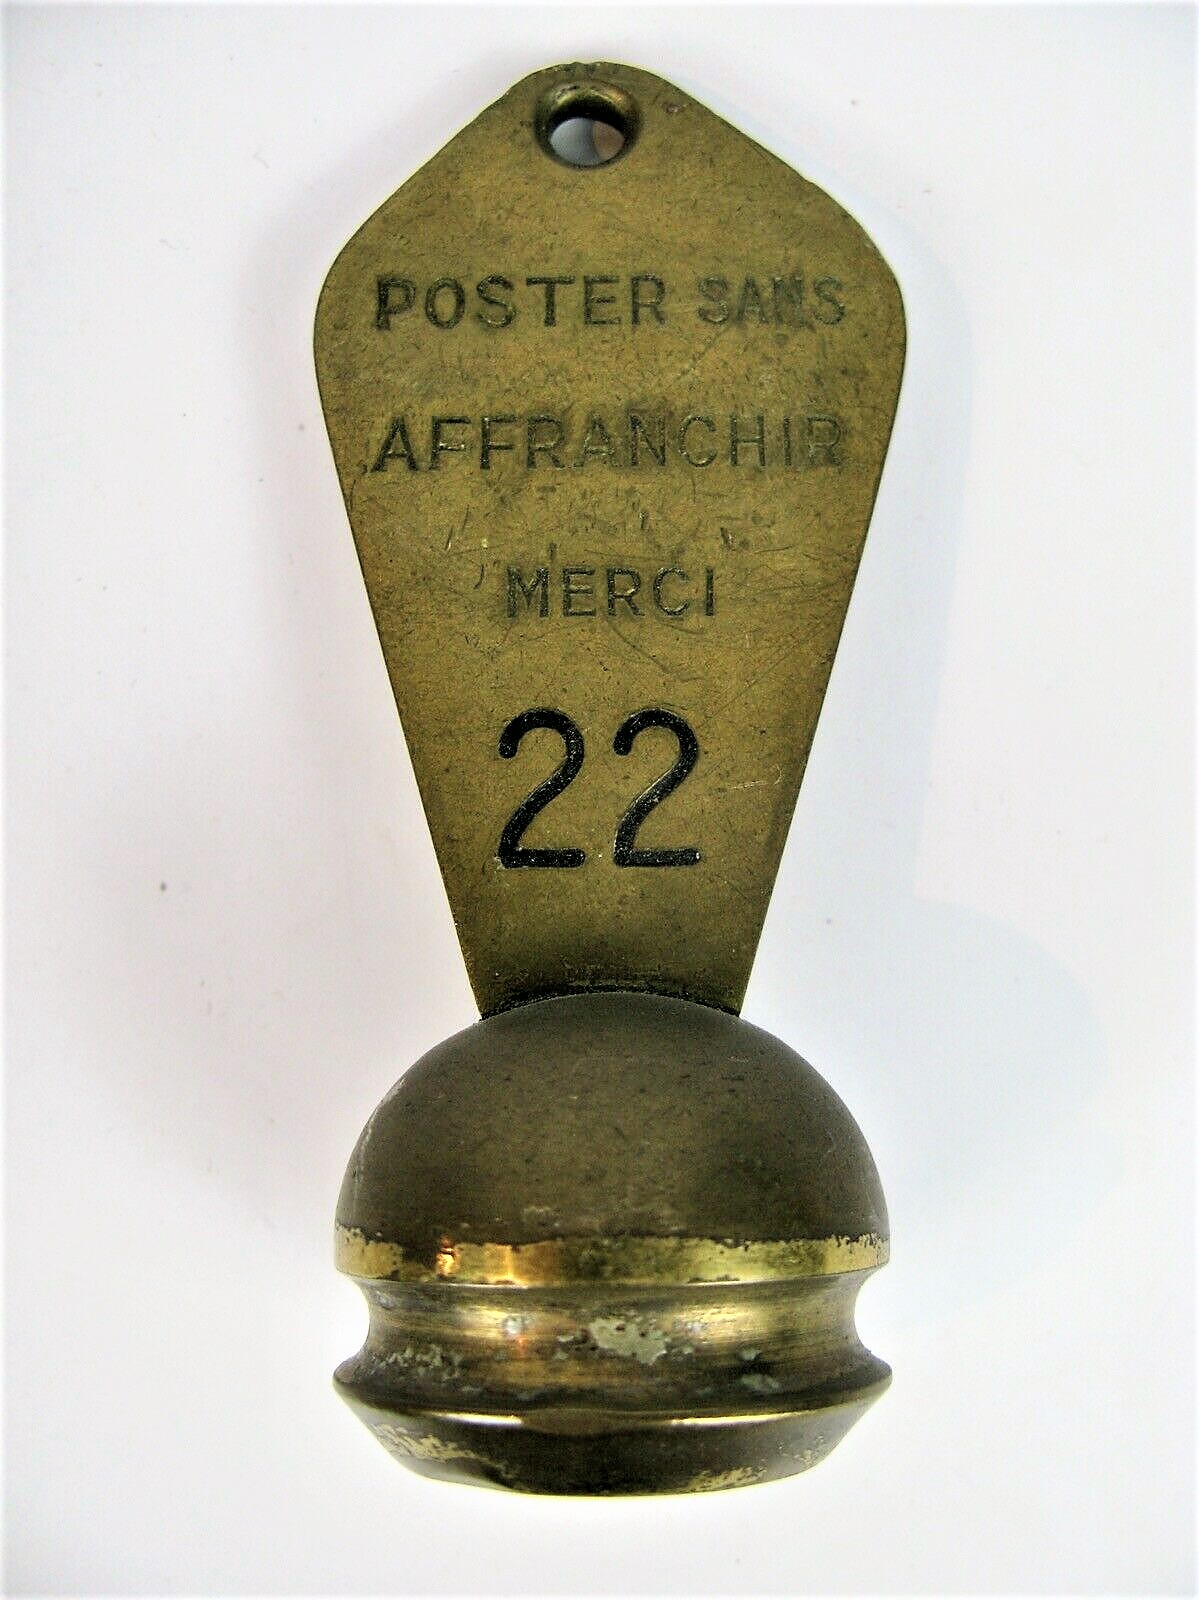 POSTER SANS
AFFRANCHIR
MERCI
22